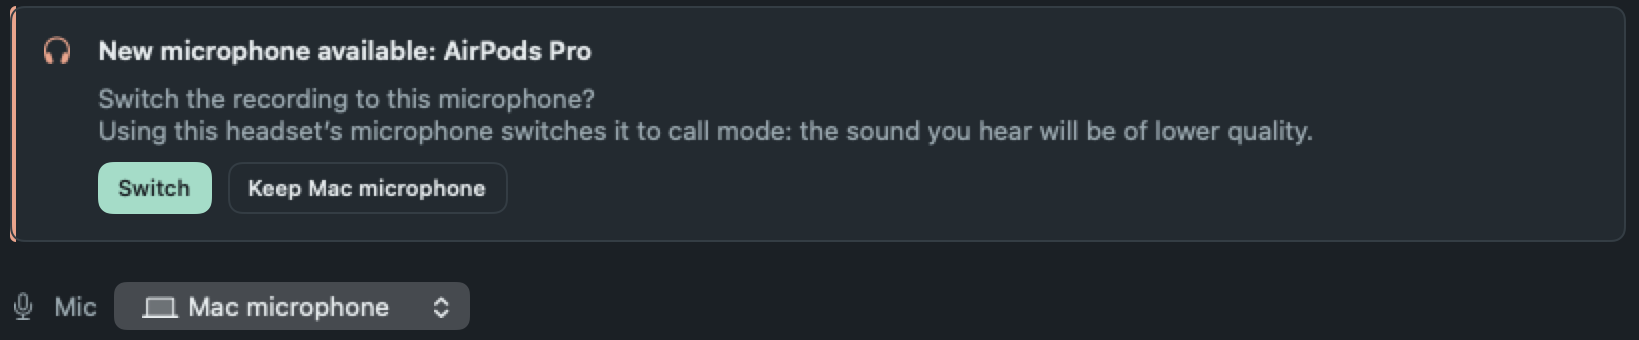 New microphone available: AirPods Pro
Switch the recording to this microphone?
Using this headset’s microphone switches it to call mode: the sound you hear will be of lower quality.
Switch
Keep Mac microphone
Mic
Mac microphone